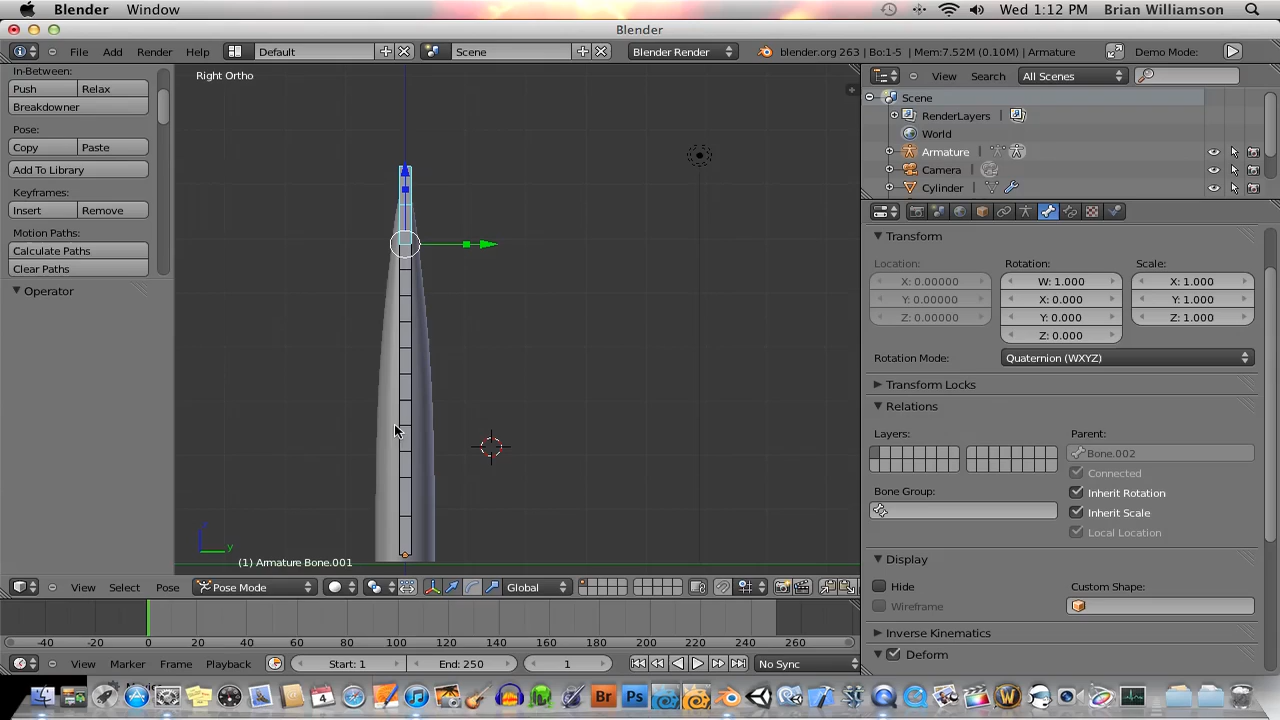 Blender Window Wed 1:12 PM Brian Williamson
Blender
File Add Render Help Default Scene Blender Render blender.org 263 | Bo:1-5 | Mem:7.52M (0.10M) | Armature Demo Mode:
In-Between:
Push Relax
Breakdowner
Pose:
Copy Paste
Add To Library
Keyframes:
Insert Remove
Motion Paths:
Calculate Paths
Clear Paths
Operator
Right Ortho
y
(1) Armature Bone.001
View Select Pose Pose Mode Global
-40 -20 0 20 40 60 80 100 120 140 160 180 200 220 240 260
View Marker Frame Playback Start: 1 End: 250 1 No Sync
View Search All Scenes
Scene
RenderLayers
World
Armature
Camera
Cylinder
Transform
Location: Rotation: Scale:
X: 0.00000 W: 1.000 X: 1.000
Y: 0.00000 X: 0.000 Y: 1.000
Z: 0.00000 Y: 0.000 Z: 1.000
Z: 0.000
Rotation Mode: Quaternion (WXYZ)
Transform Locks
Relations
Layers: Parent:
Bone.002
Connected
Bone Group: Inherit Rotation
Inherit Scale
Local Location
Display
Hide Custom Shape:
Wireframe
Inverse Kinematics
Deform
Br Ps